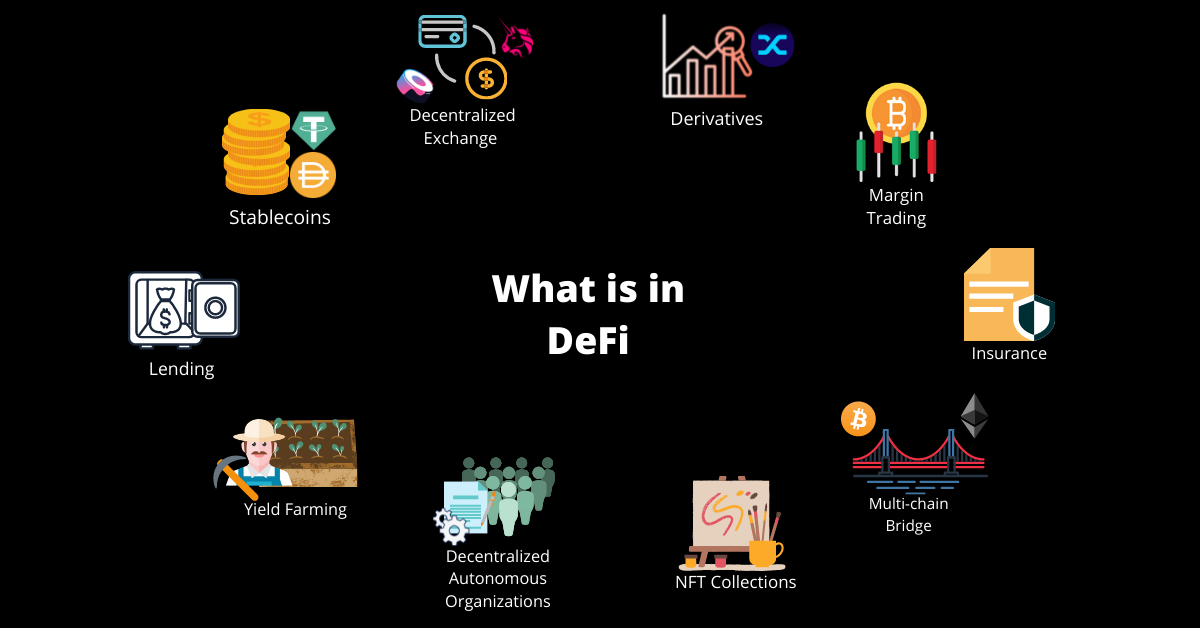 What is in
DeFi
Decentralized
Exchange
Derivatives
Margin
Trading
Insurance
Multi-chain
Bridge
NFT Collections
Decentralized
Autonomous
Organizations
Yield Farming
Lending
Stablecoins